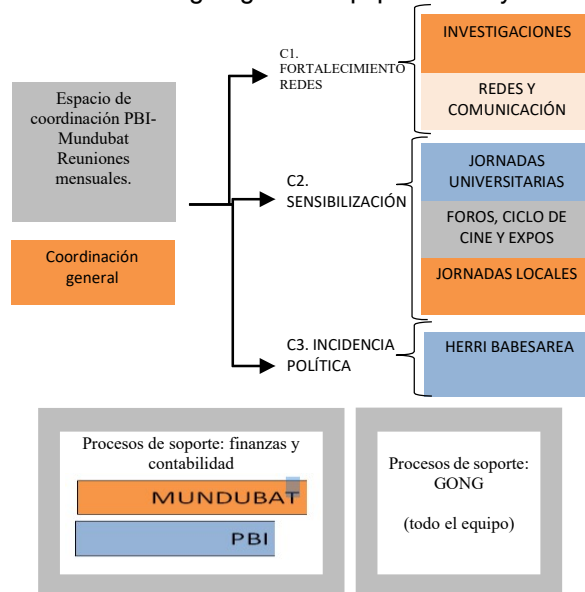 INVESTIGACIONES
C1.
FORTALECIMIENTO
REDES
REDES Y
COMUNICACIÓN
Espacio de
coordinación PBI-
Mundubat
Reuniones
mensuales.
JORNADAS
UNIVERSITARIAS
C2.
SENSIBILIZACIÓN
FOROS, CICLO DE
CINE Y EXPOS
Coordinación
general
JORNADAS LOCALES
C3. INCIDENCIA
POLÍTICA
HERRI BABESAREA
Procesos de soporte: finanzas y
contabilidad
MUNDUBAT
PBI
Procesos de soporte:
GONG
(todo el equipo)